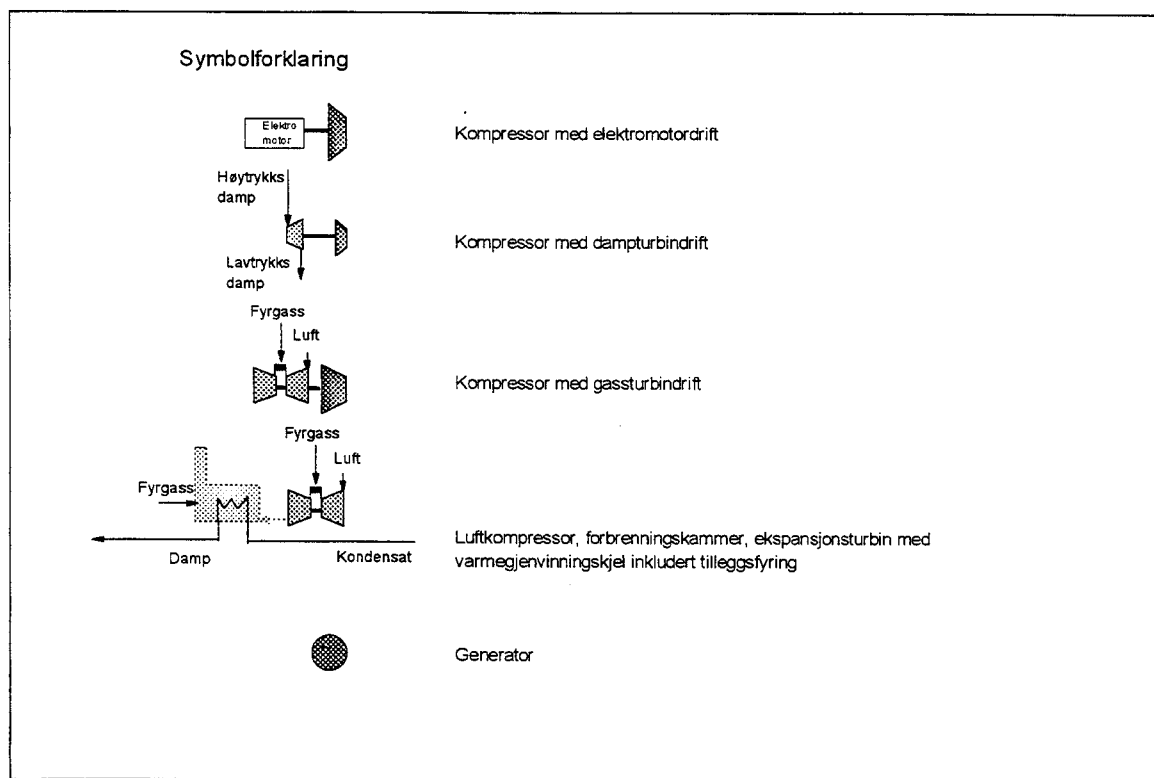 Symbolforklaring
Elektro
motor
Kompressor med elektromotordrift
Høytrykks
damp
Kompressor med dampturbindrift
Lavtrykks
damp
Fyrgass
Luft
Kompressor med gassturbindrift
Fyrgass
Luft
Fyrgass
Damp
Kondensat
Luftkompressor, forbrenningskammer, ekspansjonsturbin med
varmegjenvinningskjel inkludert tilleggsfyring
Generator